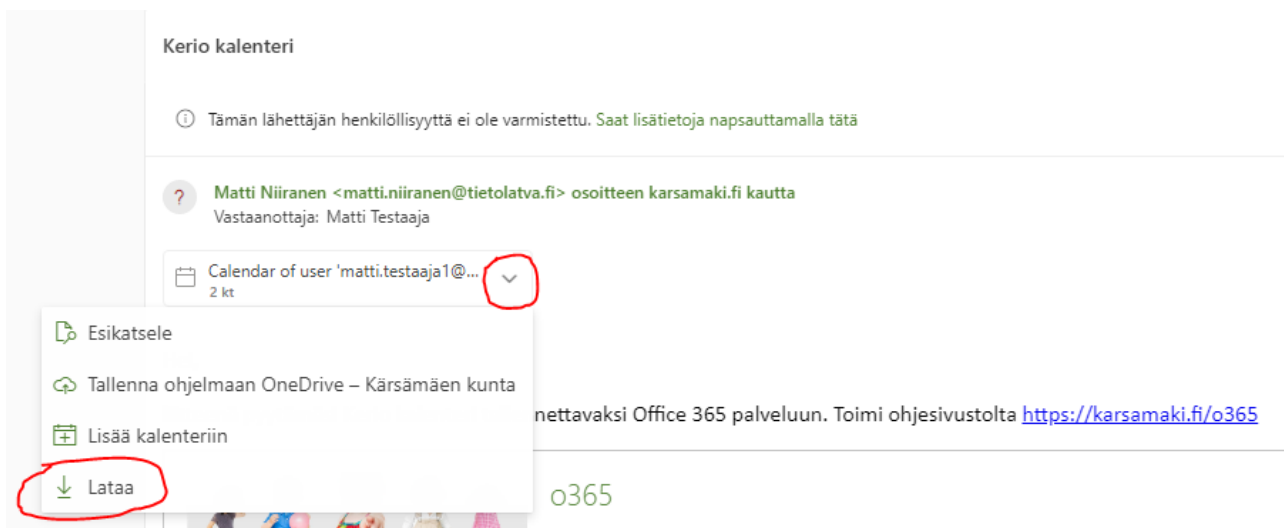 Kerio kalenteri
Tämän lähettäjän henkilöllisyyttä ei ole varmistettu. Saat lisätietoja napsauttamalla tätä
?
Matti Niiranen <matti.niiranen@tietolatva.fi> osoitteen karsamaki.fi kautta
Vastaanottaja: Matti Testaaja
Calendar of user 'matti.testaaja1@...
2 kt
Esikatsele
Tallenna ohjelmaan OneDrive – Kärsämäen kunta
nettavaksi Office 365 palveluun. Toimi ohjesivustolta https://karsamaki.fi/o365
Lisää kalenteriin
Lataa
o365